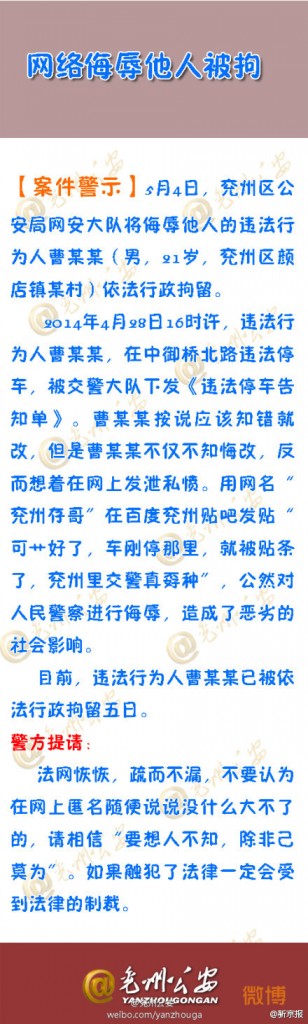 网络侮辱他人被拘
【案件警示】5月4日，兖州区公
安局网安大队将侮辱他人的违法行
为人曹某某（男，21岁，兖州区颜
店镇某村）依法行政拘留。
2014年4月28日16时许，违法行
为人曹某某，在中御桥北路违法停
车，被交警大队下发《违法停车告
知单》。曹某某按说应该知错就
改，但是曹某某不仅不知悔改，反
而想着在网上发泄私愤。用网名“
兖州存哥”在百度兖州贴吧发贴“
可艹好了，车刚停那里，就被贴条
了，兖州里交警真孬种”，公然对
人民警察进行侮辱，造成了恶劣的
社会影响。
目前，违法行为人曹某某已被依
法行政拘留五日。
警方提请：
法网恢恢，疏而不漏，不要认为
在网上匿名随便说说没什么大不了
的，请相信“要想人不知，除非己
莫为”。如果触犯了法律一定会受
到法律的制裁。
@兖州公安
YANZHOUGONGAN
微博
@兖州公安
weibo.com/yanzhouga
@新京报